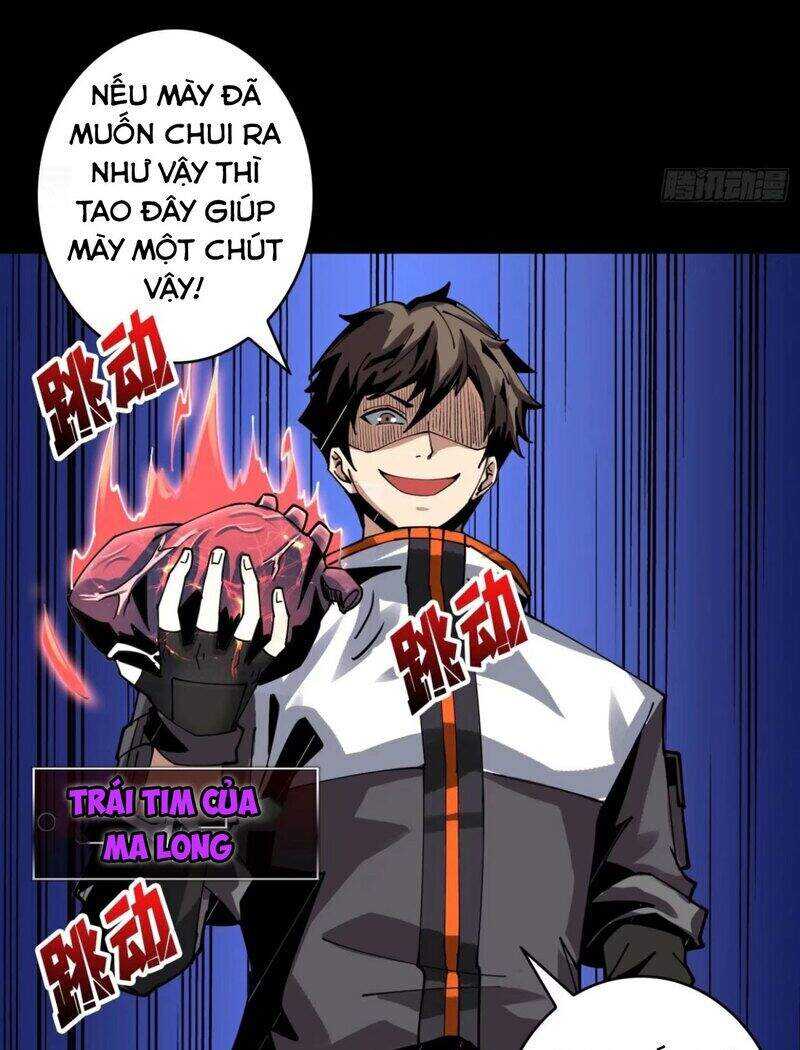 NẾU MÀY ĐÃ
MUỐN CHUI RA
NHƯ VẬY THÌ
TAO ĐÂY GIÚP
MÀY MỘT CHÚT
VẬY!
腾讯动漫
跳动
跳动
TRÁI TIM CỦA
MA LONG
跳动